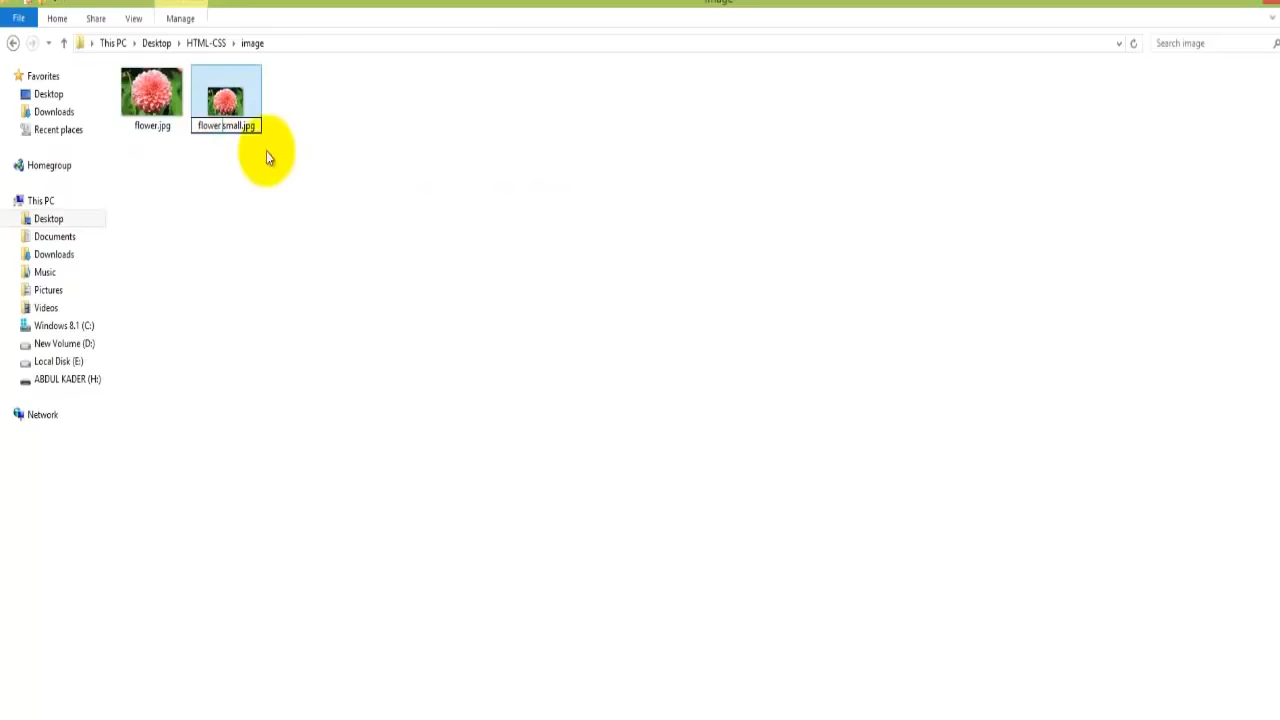 File Home Share View Manage
This PC Desktop HTML-CSS image Search image
Favorites
Desktop
Downloads
Recent places
Homegroup
This PC
Desktop
Documents
Downloads
Music
Pictures
Videos
Windows 8.1 (C:)
New Volume (D:)
Local Disk (E:)
ABDUL KADER (H:)
Network
flower.jpg
flower small.jpg